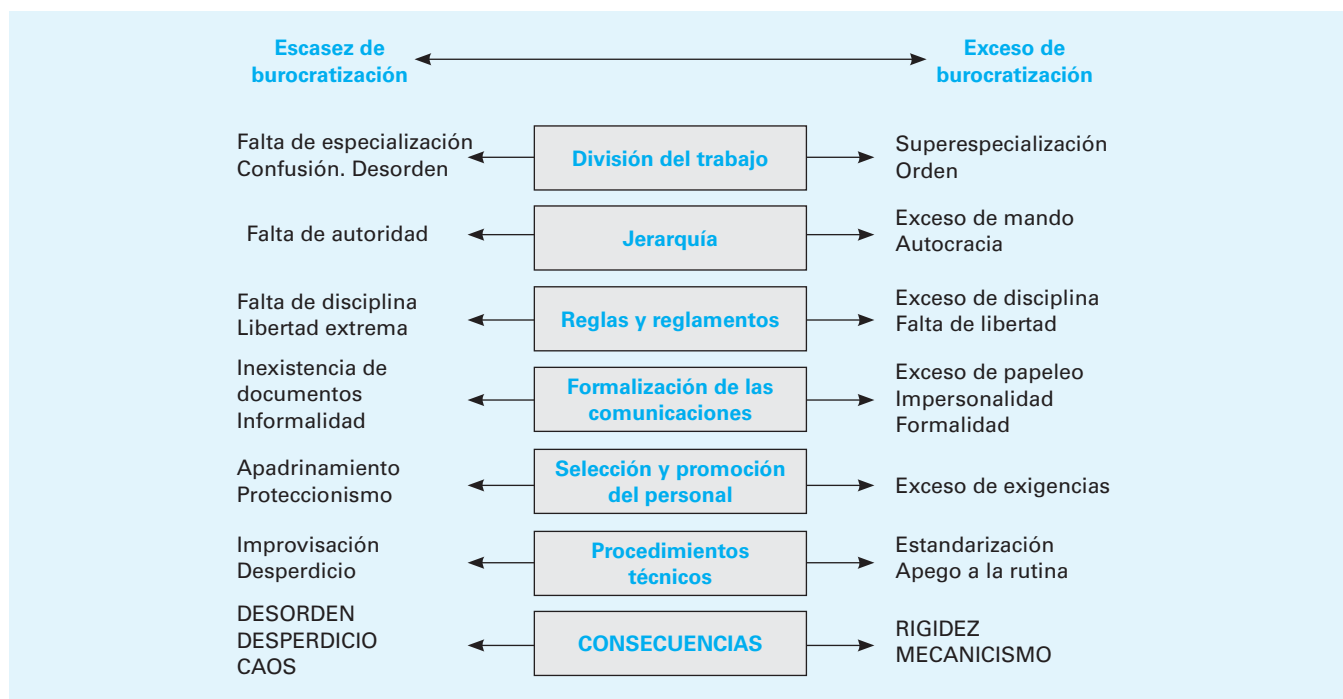 Escasez de
burocratización
Exceso de
burocratización
Falta de especialización
Confusión. Desorden
División del trabajo
Superespecialización
Orden
Falta de autoridad
Jerarquía
Exceso de mando
Autocracia
Falta de disciplina
Libertad extrema
Reglas y reglamentos
Exceso de disciplina
Falta de libertad
Inexistencia de
documentos
Informalidad
Formalización de las
comunicaciones
Exceso de papeleo
Impersonalidad
Formalidad
Apadrinamiento
Proteccionismo
Selección y promoción
del personal
Exceso de exigencias
Improvisación
Desperdicio
Procedimientos
técnicos
Estandarización
Apego a la rutina
DESORDEN
DESPERDICIO
CAOS
CONSECUENCIAS
RIGIDEZ
MECANICISMO